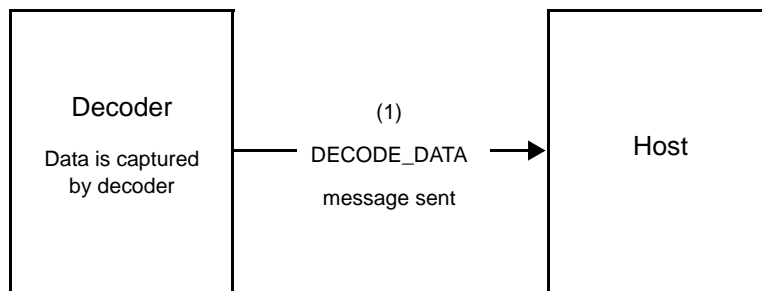 Decoder
Data is captured
by decoder
(1)
DECODE_DATA
message sent
Host